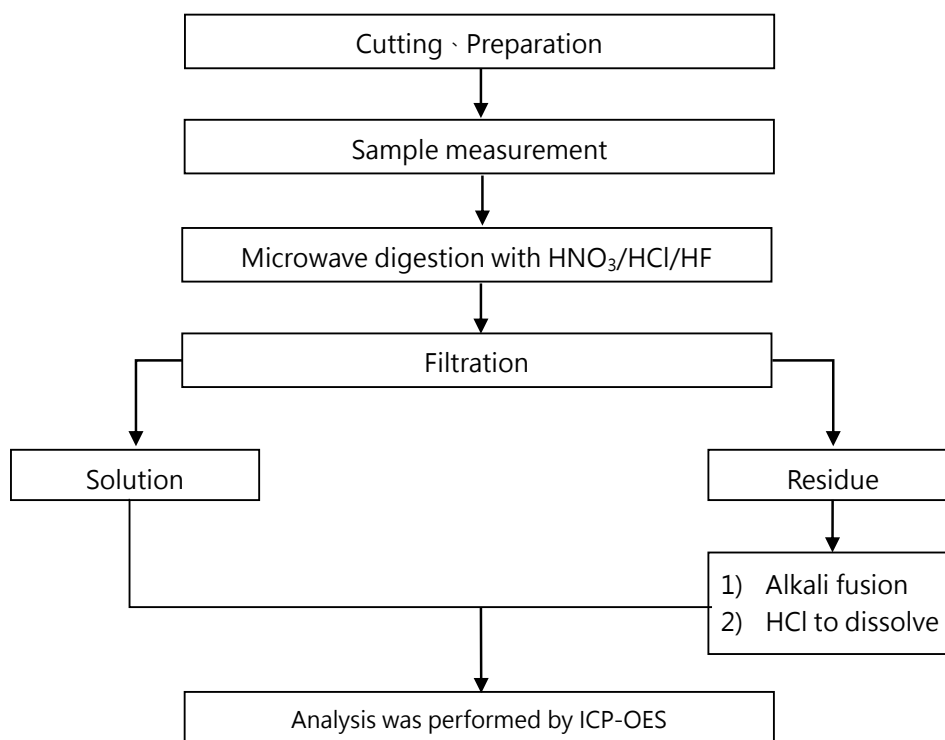 Cutting、Preparation
Sample measurement
Microwave digestion with HNO₃/HCl/HF
Filtration
Solution
Residue
1) Alkali fusion
2) HCl to dissolve
Analysis was performed by ICP-OES